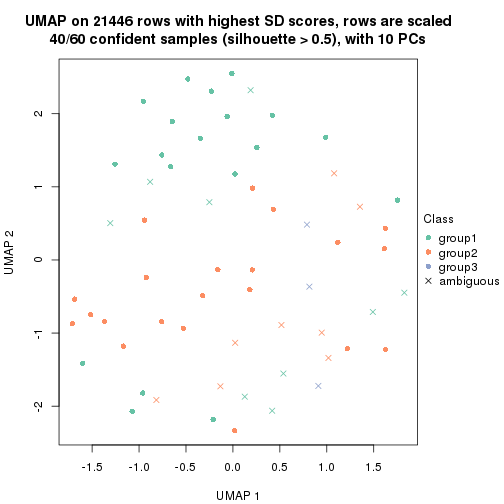 UMAP on 21446 rows with highest SD scores, rows are scaled
40/60 confident samples (silhouette > 0.5), with 10 PCs
2
1
0
-1
-2
UMAP 2
-1.5 -1.0 -0.5 0.0 0.5 1.0 1.5
UMAP 1
Class
group1
group2
group3
ambiguous